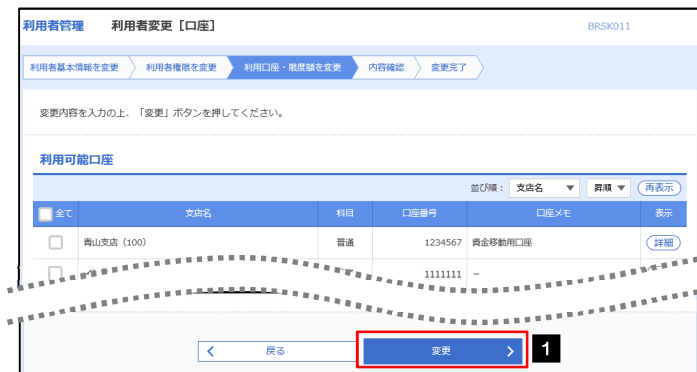 利用者管理 利用者変更［口座］ BRSK011
利用者基本情報を変更 利用者権限を変更 利用口座・限度額を変更 内容確認 変更完了
変更内容を入力の上、「変更」ボタンを押してください。
利用可能口座
並び順： 支店名 ▼ 昇順 ▼ 再表示
全て 支店名 科目 口座番号 口座メモ 表示
青山支店（100） 普通 1234567 資金移動用口座 詳細
1111111 －
戻る 変更 1